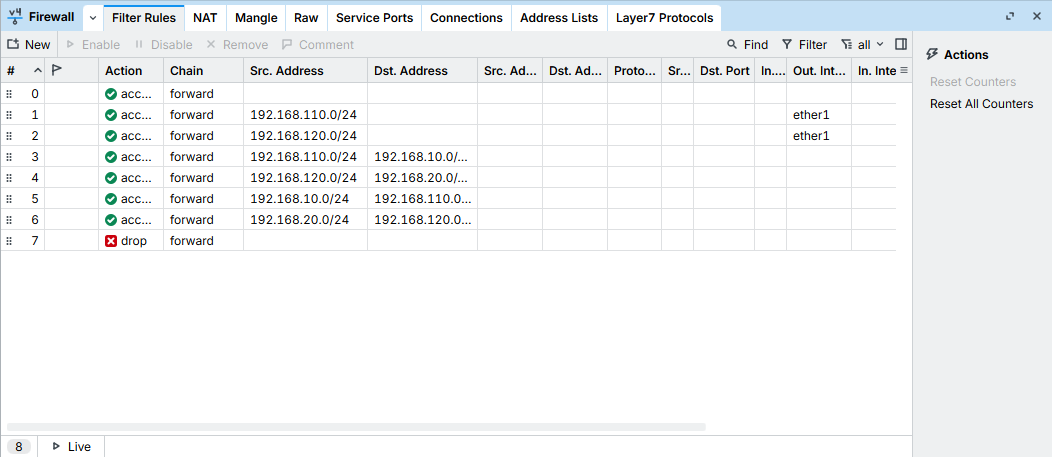 v4 Firewall Filter Rules NAT Mangle Raw Service Ports Connections Address Lists Layer7 Protocols
New Enable Disable Remove Comment Find Filter all
# Action Chain Src. Address Dst. Address Src. Ad... Dst. Ad... Proto... Sr... Dst. Port In.... Out. Int... In. Inte
0 acc... forward
1 acc... forward 192.168.110.0/24 ether1
2 acc... forward 192.168.120.0/24 ether1
3 acc... forward 192.168.110.0/24 192.168.10.0/...
4 acc... forward 192.168.120.0/24 192.168.20.0/...
5 acc... forward 192.168.10.0/24 192.168.110.0...
6 acc... forward 192.168.20.0/24 192.168.120.0...
7 drop forward
8 Live
Actions
Reset Counters
Reset All Counters